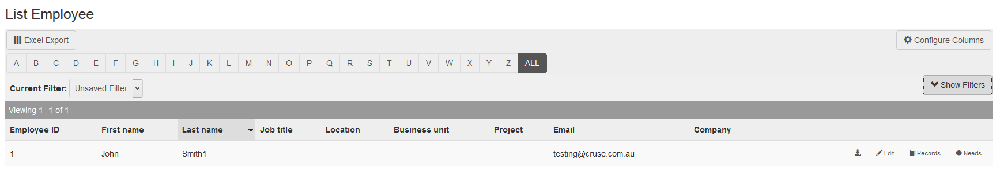 List Employee
Excel Export Configure Columns
A B C D E F G H I J K L M N O P Q R S T U V W X Y Z ALL
Current Filter: Unsaved Filter Show Filters
Viewing 1 -1 of 1
Employee ID First name Last name Job title Location Business unit Project Email Company
1 John Smith1 testing@cruse.com.au Edit Records Needs